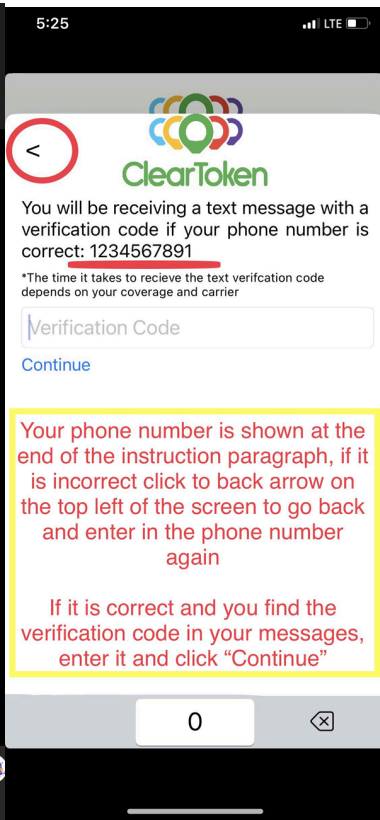 5:25
LTE
<
ClearToken
You will be receiving a text message with a
verification code if your phone number is
correct: 1234567891
*The time it takes to recieve the text verifcation code
depends on your coverage and carrier
Verification Code
Continue
Your phone number is shown at the
end of the instruction paragraph, if it
is incorrect click to back arrow on
the top left of the screen to go back
and enter in the phone number
again
If it is correct and you find the
verification code in your messages,
enter it and click “Continue”
0